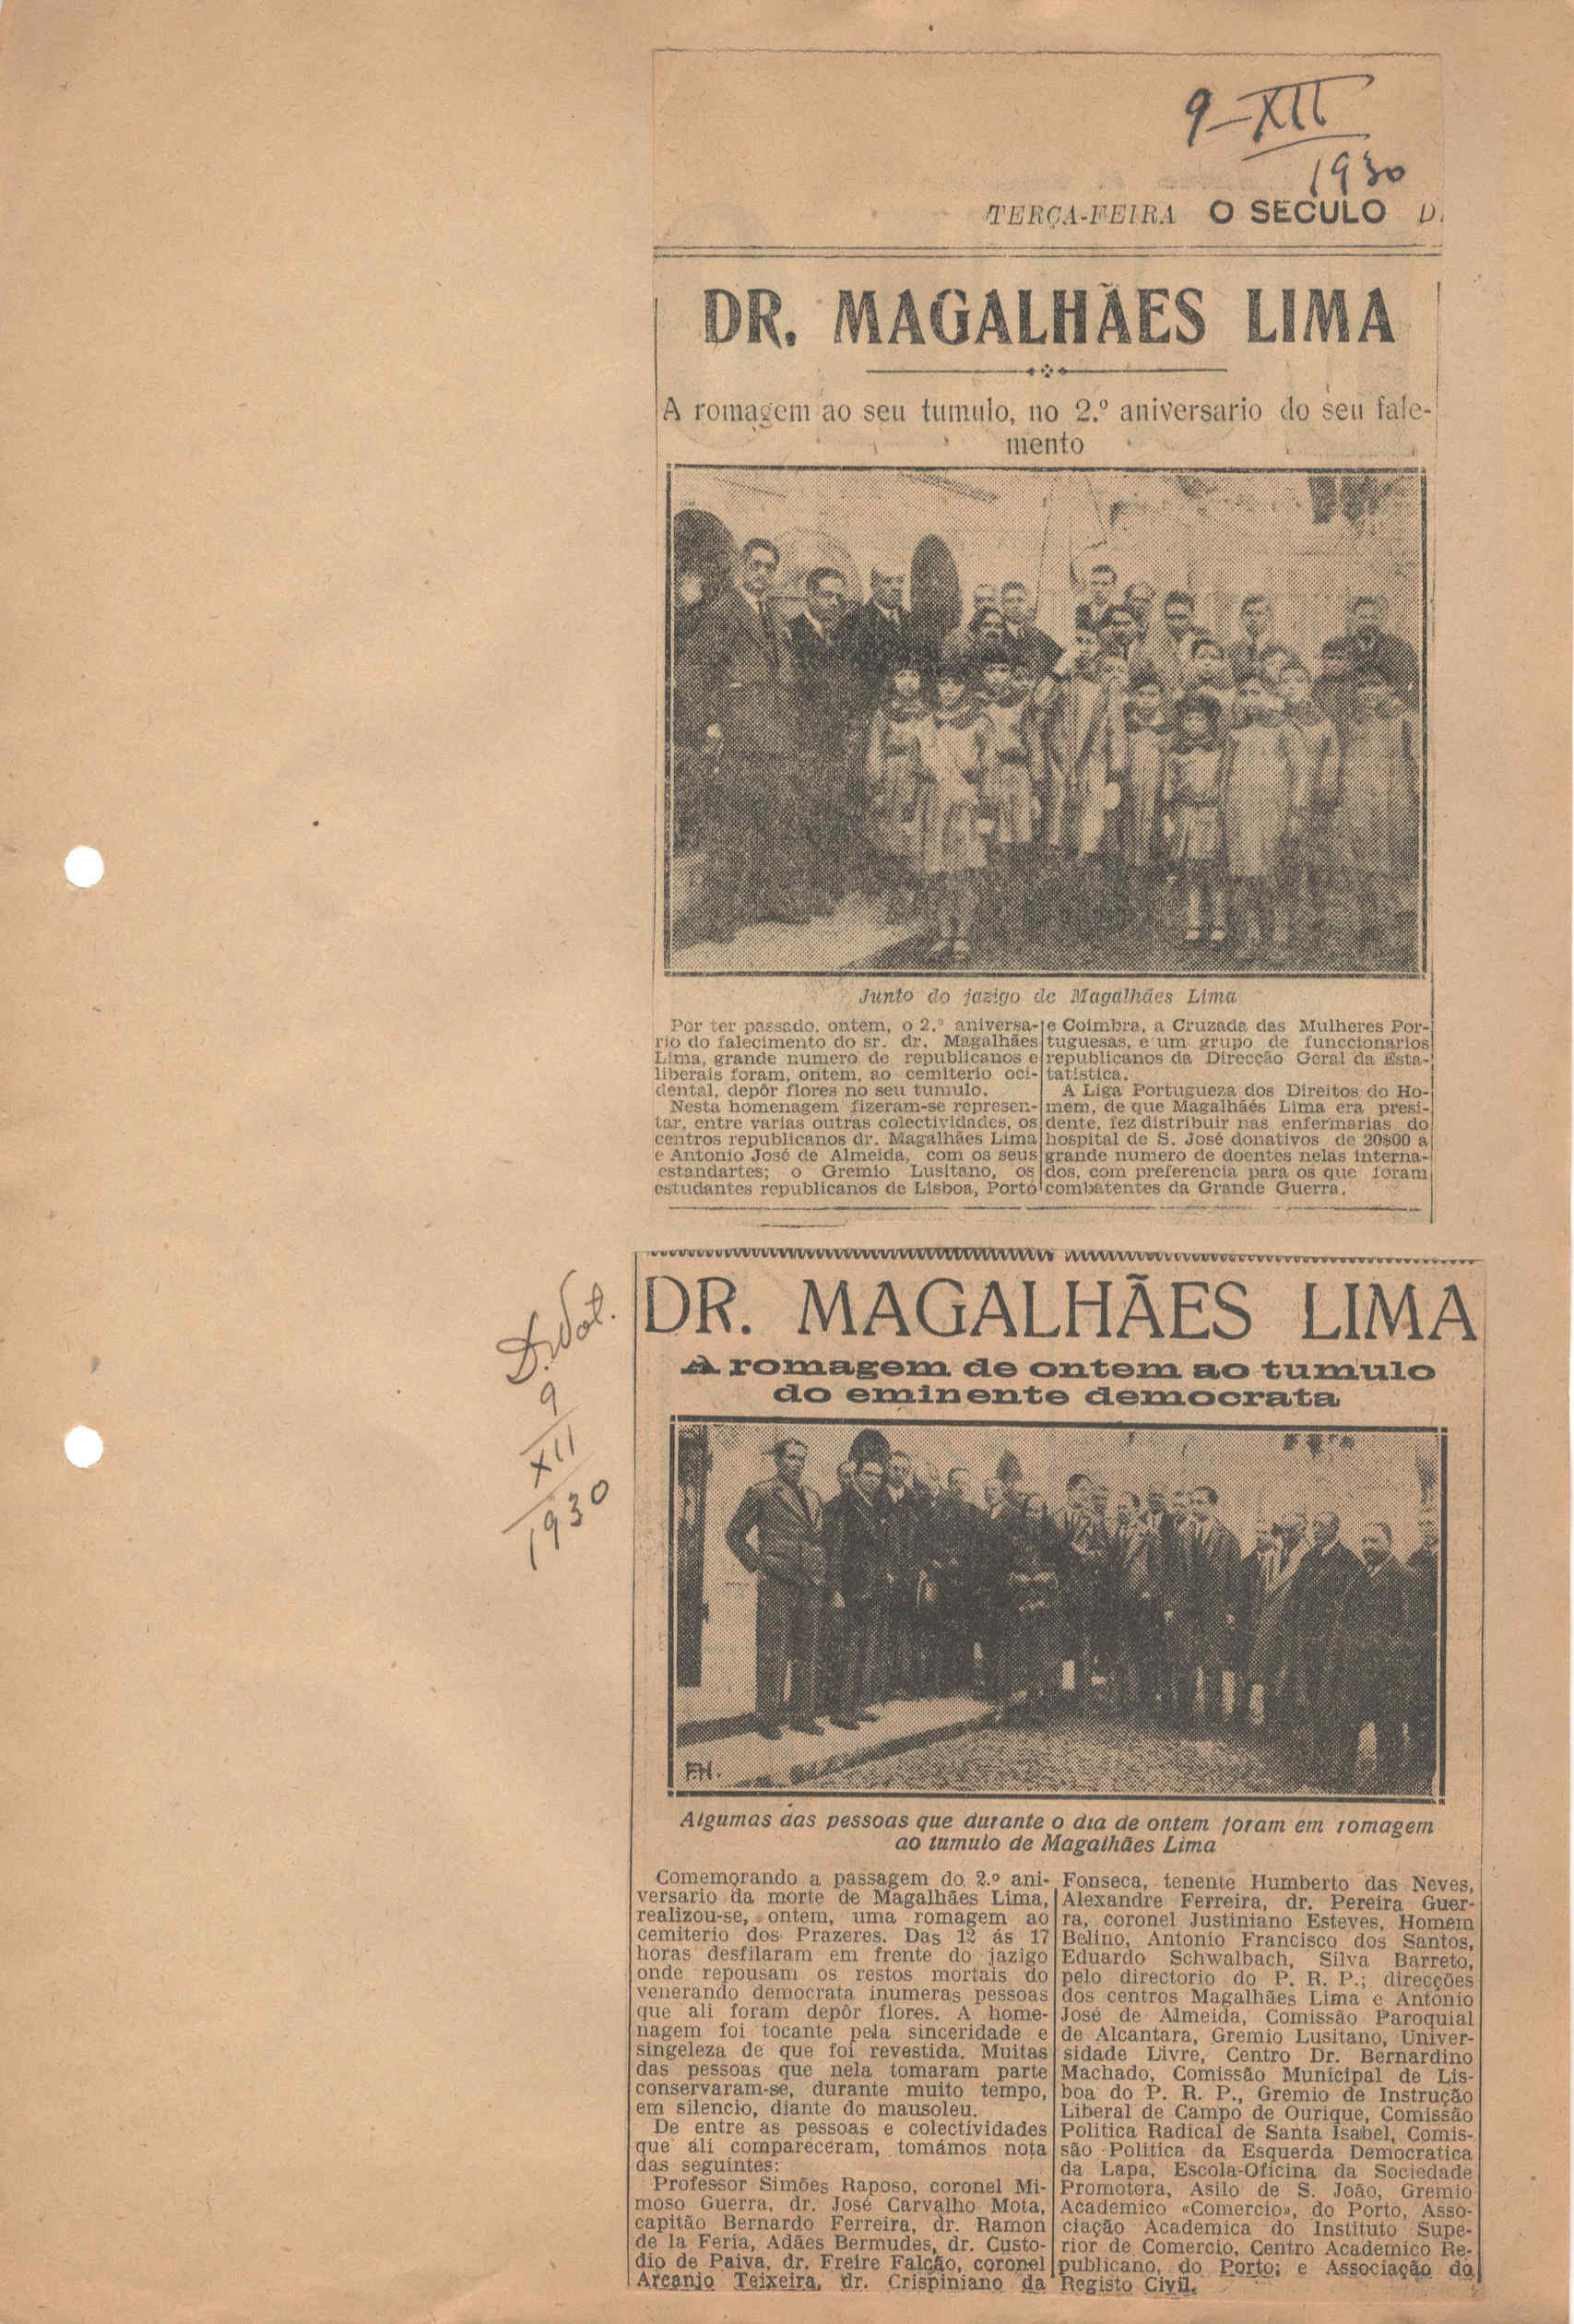 9-XII
1930
TERÇA-FEIRA O SECULO D.
DR. MAGALHÃES LIMA
A romagem ao seu tumulo, no 2.º aniversario do seu fale-
mento
Junto do jazigo de Magalhães Lima
Por ter passado, ontem, o 2.º aniversa-
rio do falecimento do sr. dr. Magalhães
Lima, grande numero de republicanos e
liberais foram, ontem, ao cemiterio oci-
dental, depôr flores no seu tumulo.
Nesta homenagem fizeram-se represen-
tar, entre varias outras colectividades, os
centros republicanos dr. Magalhães Lima
e Antonio José de Almeida, com os seus
estandartes; o Gremio Lusitano, os
estudantes republicanos de Lisboa, Porto
e Coimbra, a Cruzada das Mulheres Por-
tuguesas, e um grupo de funccionarios
republicanos da Direcção Geral da Esta-
tatistica.
A Liga Portugueza dos Direitos do Ho-
mem, de que Magalhães Lima era presi-
dente, fez distribuir nas enfermarias do
hospital de S. José donativos de 20$00 a
grande numero de doentes nelas interna-
dos, com preferencia para os que foram
combatentes da Grande Guerra.
D. Not.
9
XII
1930
DR. MAGALHÃES LIMA
A romagem de ontem ao tumulo
do eminente democrata
F.H.
Algumas das pessoas que durante o dia de ontem foram em romagem
ao tumulo de Magalhães Lima
Comemorando a passagem do 2.º ani-
versario da morte de Magalhães Lima,
realizou-se, ontem, uma romagem ao
cemiterio dos Prazeres. Das 12 ás 17
horas desfilaram em frente do jazigo
onde repousam os restos mortais do
venerando democrata inumeras pessoas
que ali foram depôr flores. A home-
nagem foi tocante pela sinceridade e
singeleza de que foi revestida. Muitas
das pessoas que nela tomaram parte
conservaram-se, durante muito tempo,
em silencio, diante do mausoleu.
De entre as pessoas e colectividades
que áli compareceram, tomámos nota
das seguintes:
Professor Simões Raposo, coronel Mi-
moso Guerra, dr. José Carvalho Mota,
capitão Bernardo Ferreira, dr. Ramon
de la Feria, Adães Bermudes, dr. Custo-
dio de Paiva, dr. Freire Falcão, coronel
Arcanjo Teixeira, dr. Crispiniano da
Fonseca, tenente Humberto das Neves,
Alexandre Ferreira, dr. Pereira Guer-
ra, coronel Justiniano Esteves, Homem
Belino, Antonio Francisco dos Santos,
Eduardo Schwalbach, Silva Barreto,
pelo directorio do P. R. P.; direcções
dos centros Magalhães Lima e Antonio
José de Almeida, Comissão Paroquial
de Alcantara, Gremio Lusitano, Univer-
sidade Livre, Centro Dr. Bernardino
Machado, Comissão Municipal de Lis-
boa do P. R. P., Gremio de Instrução
Liberal de Campo de Ourique, Comissão
Politica Radical de Santa Isabel, Comis-
são Politica da Esquerda Democratica
da Lapa, Escola-Oficina da Sociedade
Promotora, Asilo de S. João, Gremio
Academico «Comercio», do Porto, Asso-
ciação Academica do Instituto Supe-
rior de Comercio, Centro Academico Re-
publicano, do Porto; e Associação do
Registo Civil.